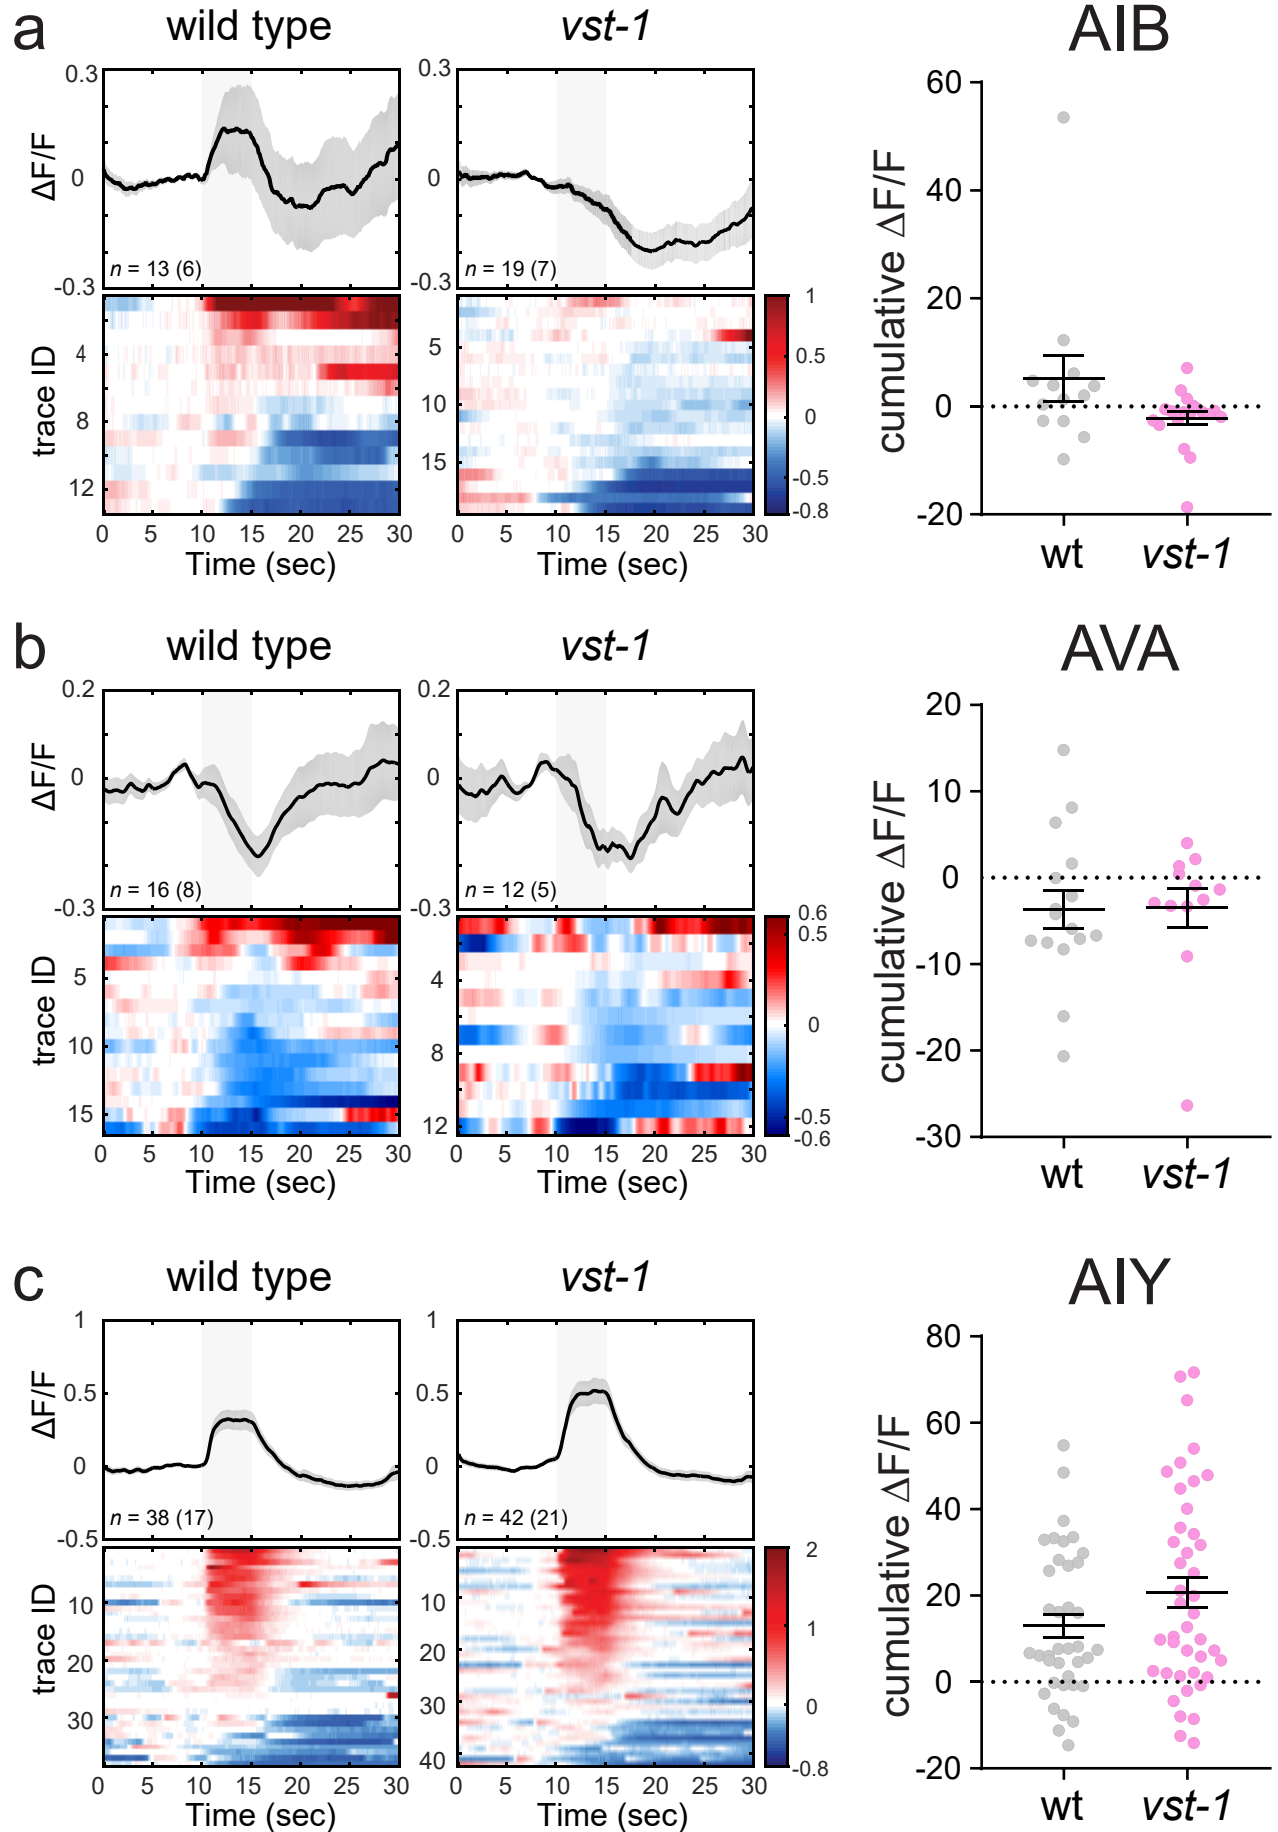 a
wild type
vst-1
AIB
0.3
0
-0.3
ΔF/F
n = 13 (6)
0.3
0
-0.3
n = 19 (7)
trace ID
4
8
12
0 5 10 15 20 25 30
Time (sec)
5
10
15
0 5 10 15 20 25 30
Time (sec)
1
0.5
0
-0.5
-0.8
cumulative ΔF/F
60
40
20
0
-20
wt vst-1
b
wild type
vst-1
AVA
0.2
0
-0.3
ΔF/F
n = 16 (8)
0.2
0
-0.3
n = 12 (5)
trace ID
5
10
15
0 5 10 15 20 25 30
Time (sec)
4
8
12
0 5 10 15 20 25 30
Time (sec)
0.6
0.5
0
-0.5
-0.6
cumulative ΔF/F
20
10
0
-10
-20
-30
wt vst-1
c
wild type
vst-1
AIY
1
0.5
0
-0.5
ΔF/F
n = 38 (17)
1
0.5
0
-0.5
n = 42 (21)
trace ID
10
20
30
0 5 10 15 20 25 30
Time (sec)
10
20
30
40
0 5 10 15 20 25 30
Time (sec)
2
1
0
-0.8
cumulative ΔF/F
80
60
40
20
0
-20
wt vst-1